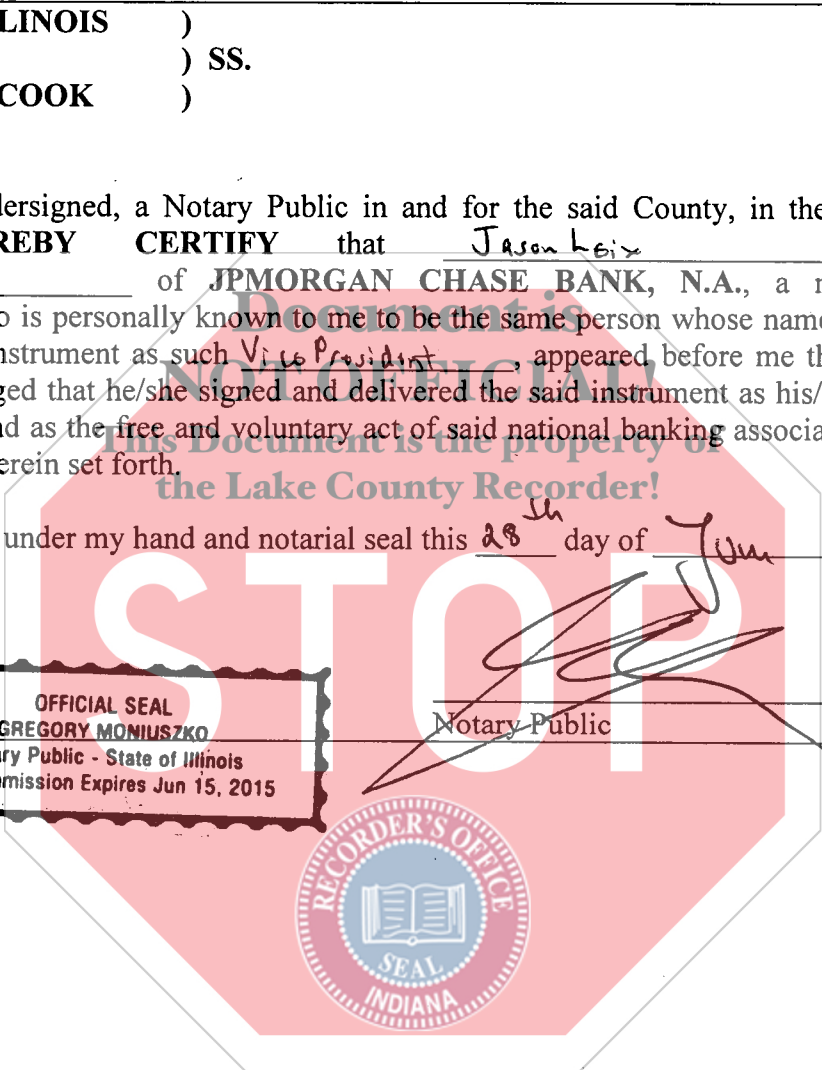 LINOIS )
) SS.
COOK )
dersigned, a Notary Public in and for the said County, in the
REBY CERTIFY that Jason
of JPMORGAN CHASE BANK, N.A., a n
o is personally known to me to be the same person whose name
nstrument as such Vice President, appeared before me th
ged that he/she signed and delivered the said instrument as his/
nd as the free and voluntary act of said national banking associa
erein set forth.
under my hand and notarial seal this 28th day of
Document is
NOT OFFICIAL!
This Document is the property of
the Lake County Recorder!
STOP
OFFICIAL SEAL
GREGORY MONIUSZKO
ry Public - State of Illinois
mission Expires Jun 15, 2015
Notary Public
RECORDER'S OFFICE
SEAL
INDIANA